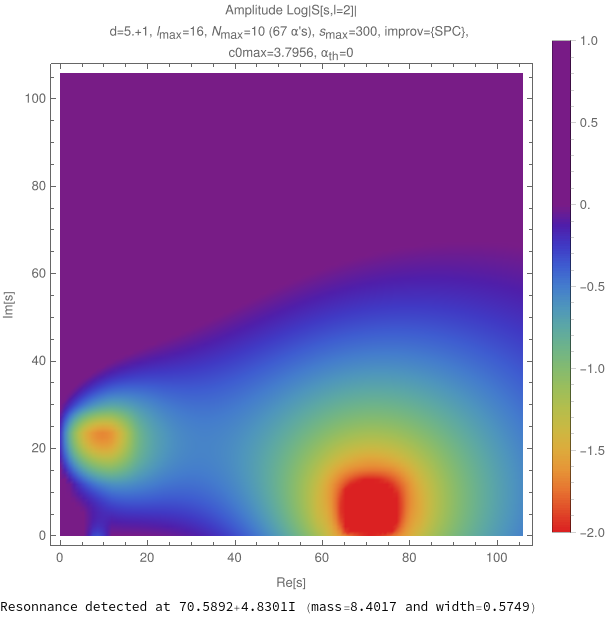 Amplitude Log|S[s,l=2]|
d=5.+1, lmax=16, Nmax=10 (67 α's), smax=300, improv={SPC},
c0max=3.7956, αth=0
1.0
0.5
0.
-0.5
-1.0
-1.5
-2.0
100
80
60
40
20
0
Im[s]
0 20 40 60 80 100
Re[s]
Resonnance detected at 70.5892+4.8301I (mass=8.4017 and width=0.5749)